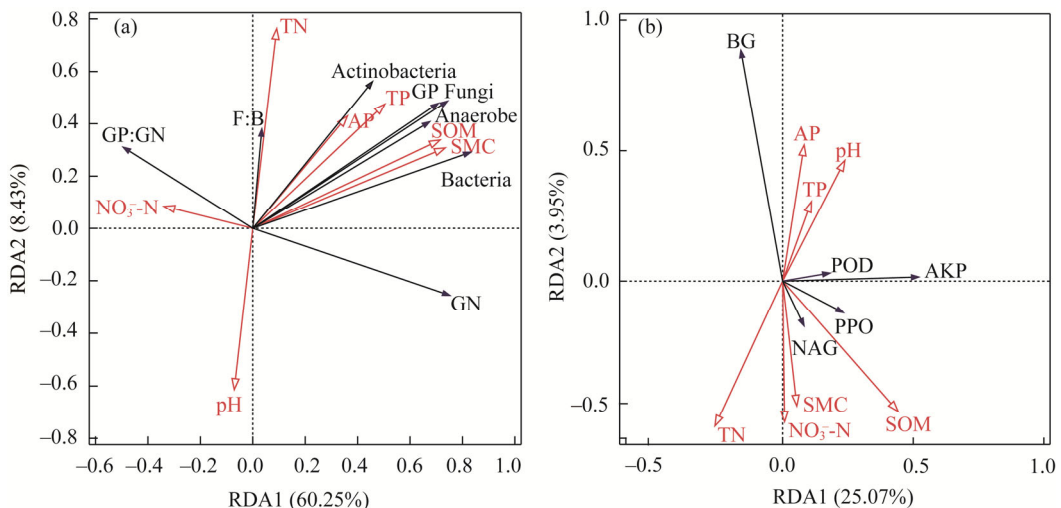 (a)
TN
Actinobacteria
TP
GP Fungi
F:B
AP
Anaerobe
GP:GN
SOM
SMC
Bacteria
NO₃⁻-N
GN
pH
0.8
0.6
0.4
0.2
0.0
−0.2
−0.4
−0.6
−0.8
RDA2 (8.43%)
−0.6 −0.4 −0.2 0.0 0.2 0.4 0.6 0.8 1.0
RDA1 (60.25%)
(b)
BG
AP
pH
TP
POD
AKP
PPO
NAG
SMC
TN
NO₃⁻-N
SOM
1.0
0.5
0.0
−0.5
RDA2 (3.95%)
−0.5 0.0 0.5 1.0
RDA1 (25.07%)